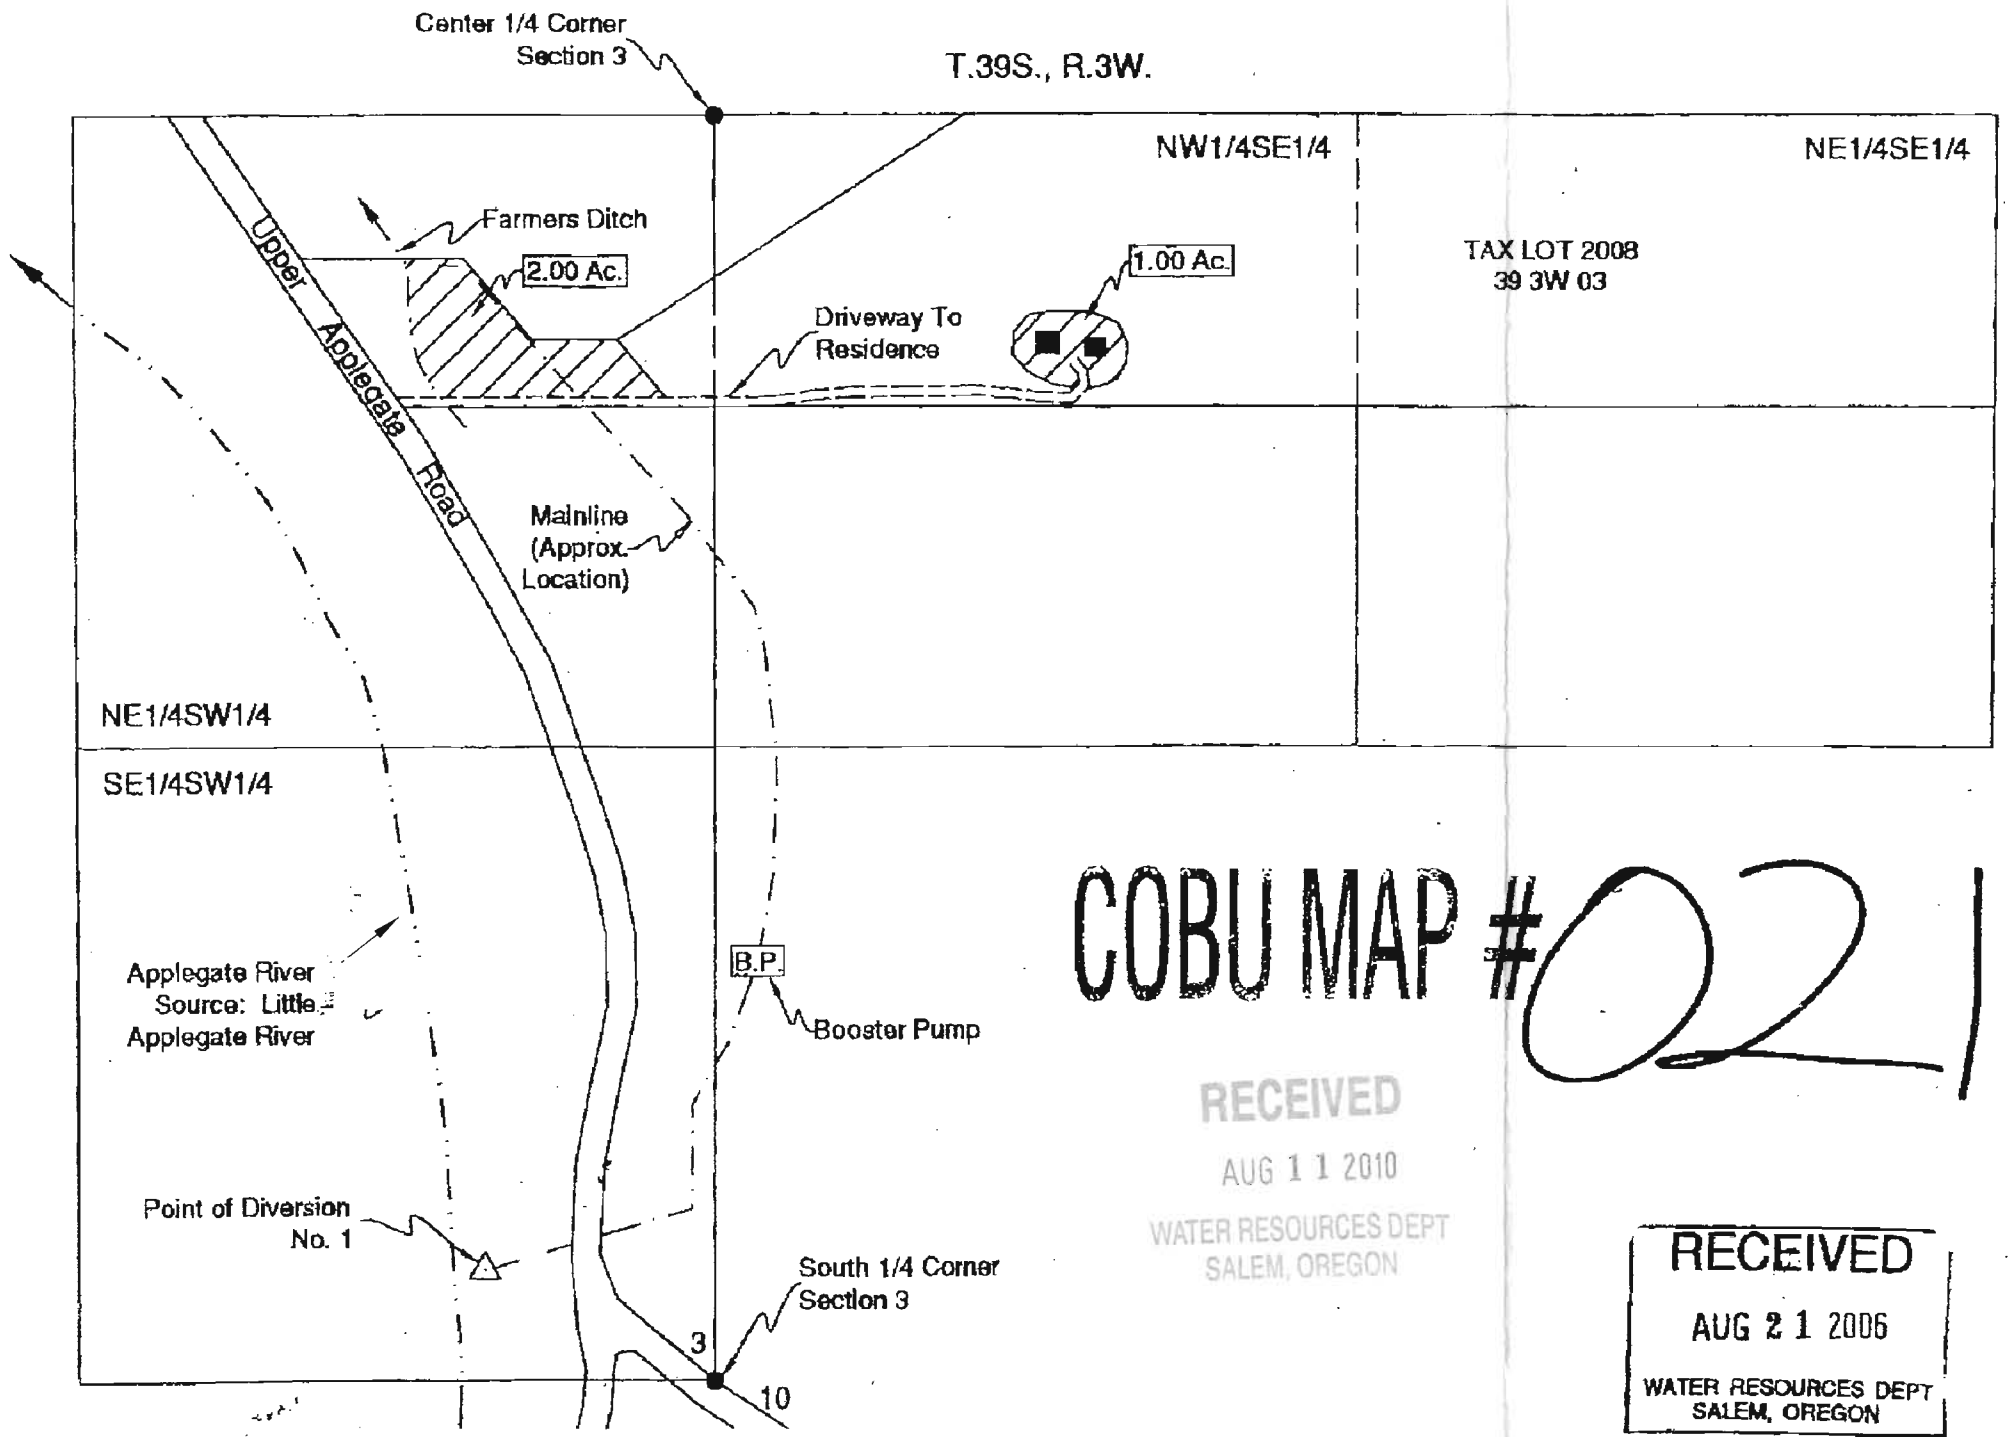 Center 1/4 Corner
Section 3
T.39S., R.3W.
NW1/4SE1/4
NE1/4SE1/4
Farmers Ditch
2.00 Ac.
1.00 Ac.
TAX LOT 2008
39 3W 03
Upper Applegate Road
Driveway To
Residence
Mainline
(Approx.
Location)
NE1/4SW1/4
SE1/4SW1/4
COBU MAP # 021
B.P.
Applegate River
Source: Little
Applegate River
Booster Pump
RECEIVED
AUG 11 2010
WATER RESOURCES DEPT
SALEM, OREGON
Point of Diversion
No. 1
South 1/4 Corner
Section 3
3
10
RECEIVED
AUG 21 2006
WATER RESOURCES DEPT
SALEM, OREGON